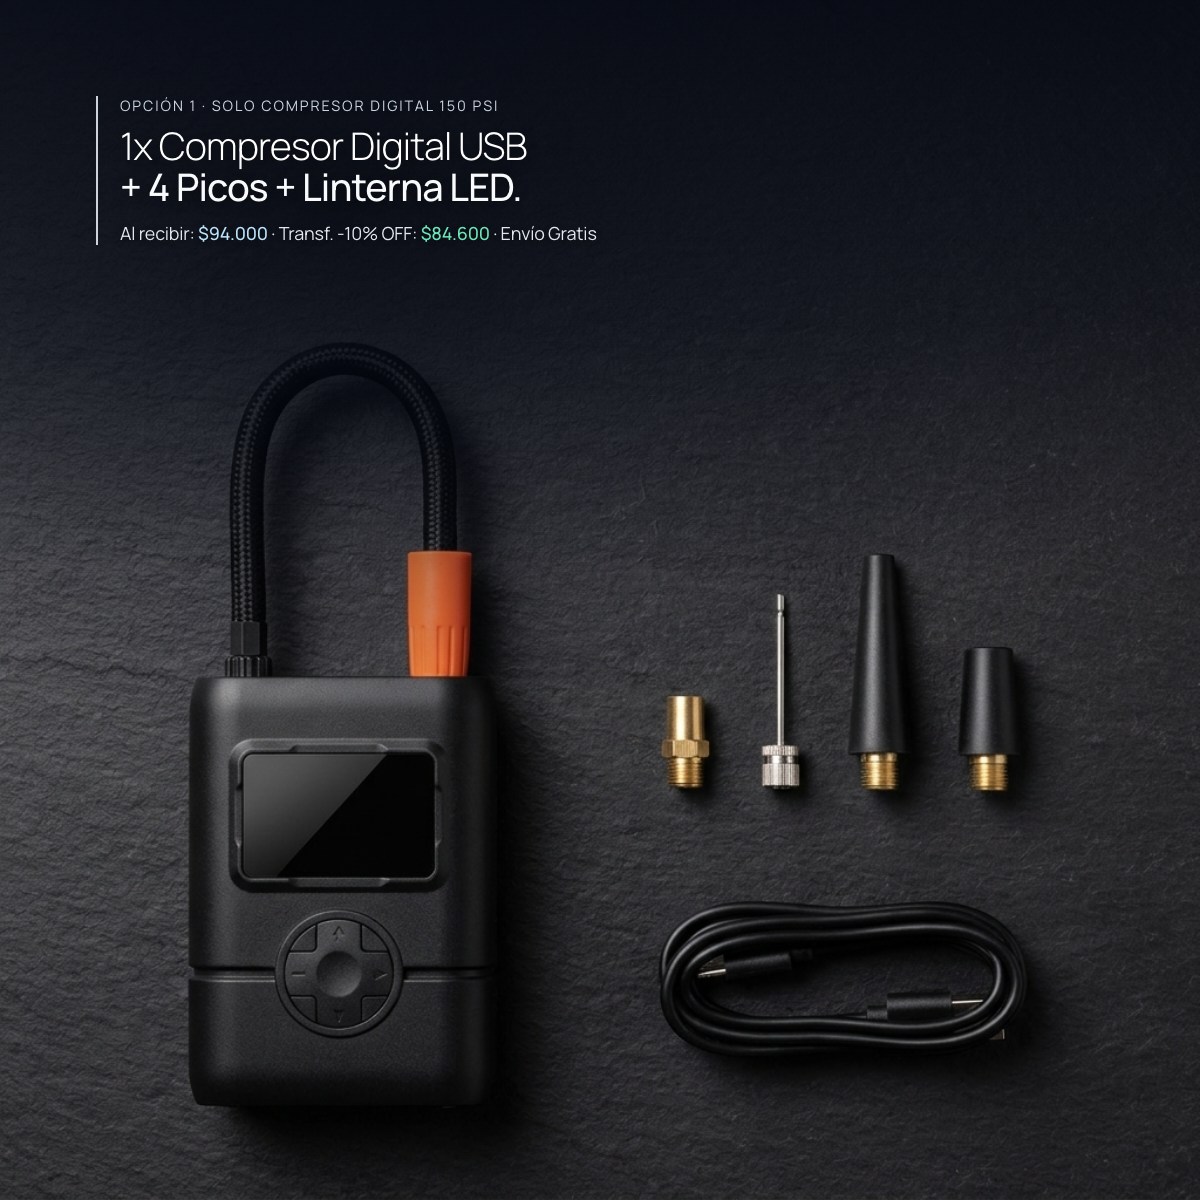 OPCIÓN 1 · SOLO COMPRESOR DIGITAL 150 PSI
1x Compresor Digital USB
+ 4 Picos + Linterna LED.
Al recibir: $94.000 · Transf. -10% OFF: $84.600 · Envío Gratis